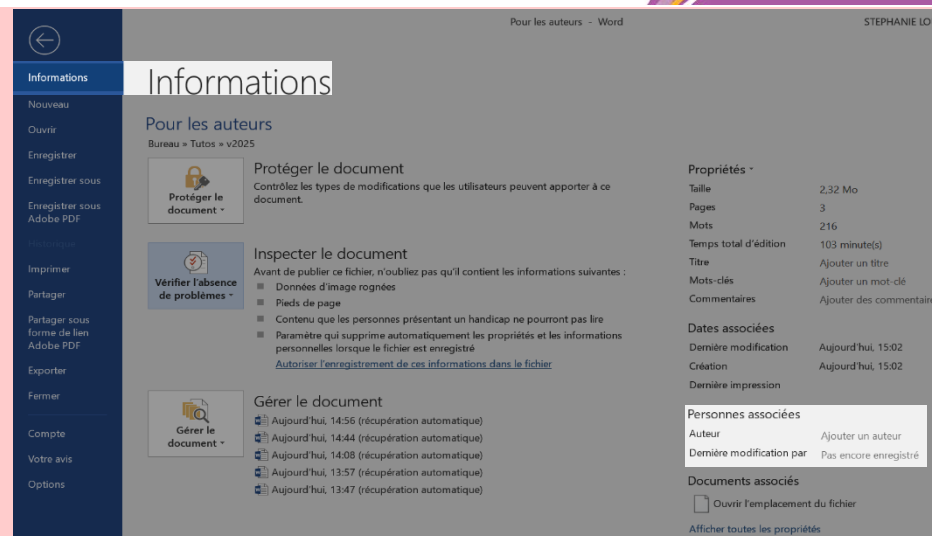 Pour les auteurs - Word
STEPHANIE LO
Informations
Nouveau
Ouvrir
Enregistrer
Enregistrer sous
Enregistrer sous
Adobe PDF
Historique
Imprimer
Partager
Partager sous
forme de lien
Adobe PDF
Exporter
Fermer
Compte
Votre avis
Options
Informations
Pour les auteurs
Bureau » Tutos » v2025
Protéger le
document
Protéger le document
Contrôlez les types de modifications que les utilisateurs peuvent apporter à ce
document.
Vérifier l'absence
de problèmes
Inspecter le document
Avant de publier ce fichier, n'oubliez pas qu'il contient les informations suivantes :
Données d'image rognées
Pieds de page
Contenu que les personnes présentant un handicap ne pourront pas lire
Paramètre qui supprime automatiquement les propriétés et les informations
personnelles lorsque le fichier est enregistré
Autoriser l'enregistrement de ces informations dans le fichier
Gérer le
document
Gérer le document
Aujourd'hui, 14:56 (récupération automatique)
Aujourd'hui, 14:44 (récupération automatique)
Aujourd'hui, 14:08 (récupération automatique)
Aujourd'hui, 13:57 (récupération automatique)
Aujourd'hui, 13:47 (récupération automatique)
Propriétés
Taille 2,32 Mo
Pages 3
Mots 216
Temps total d'édition 103 minute(s)
Titre Ajouter un titre
Mots-clés Ajouter un mot-clé
Commentaires Ajouter des commentaire
Dates associées
Dernière modification Aujourd'hui, 15:02
Création Aujourd'hui, 15:02
Dernière impression
Personnes associées
Auteur Ajouter un auteur
Dernière modification par Pas encore enregistré
Documents associés
Ouvrir l'emplacement du fichier
Afficher toutes les propriétés